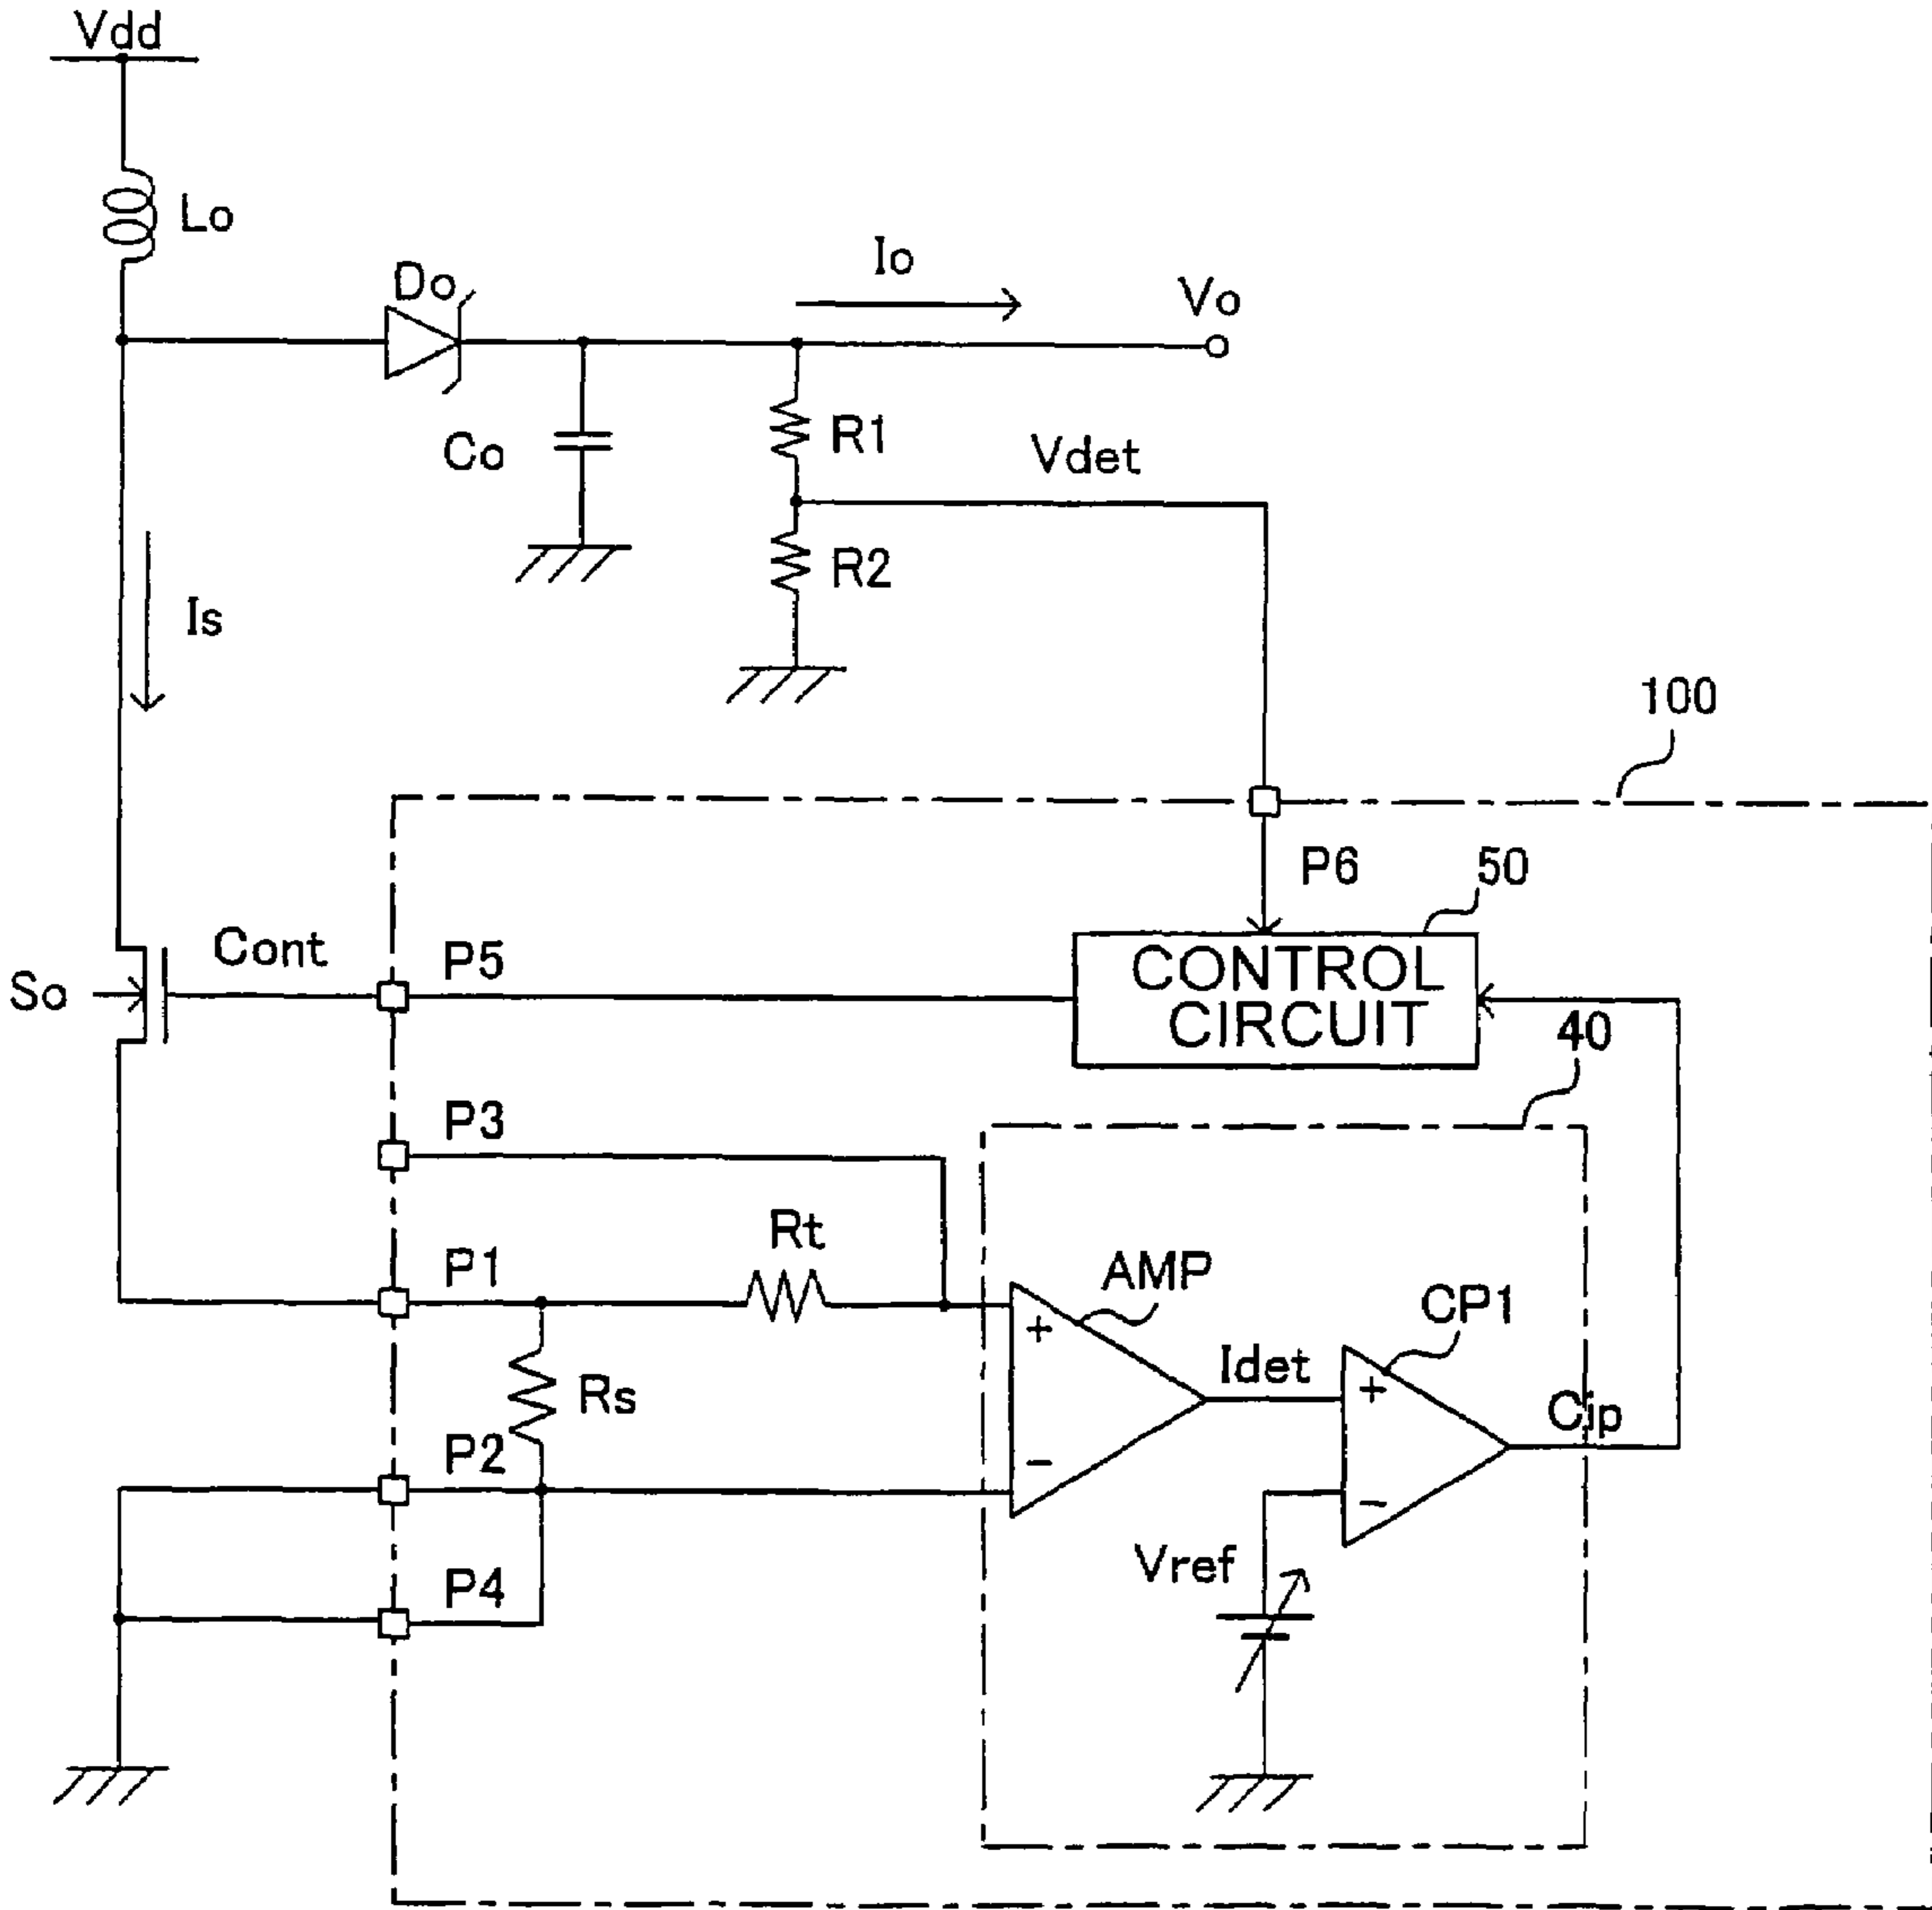 Vdd
Lo
Do
Io
Vo
Co
R1
Vdet
R2
Is
100
P6
50
Cont
P5
So
CONTROL
CIRCUIT
40
P3
Rt
P1
AMP
CP1
+
+
Idet
Rs
Cip
P2
−
−
Vref
P4